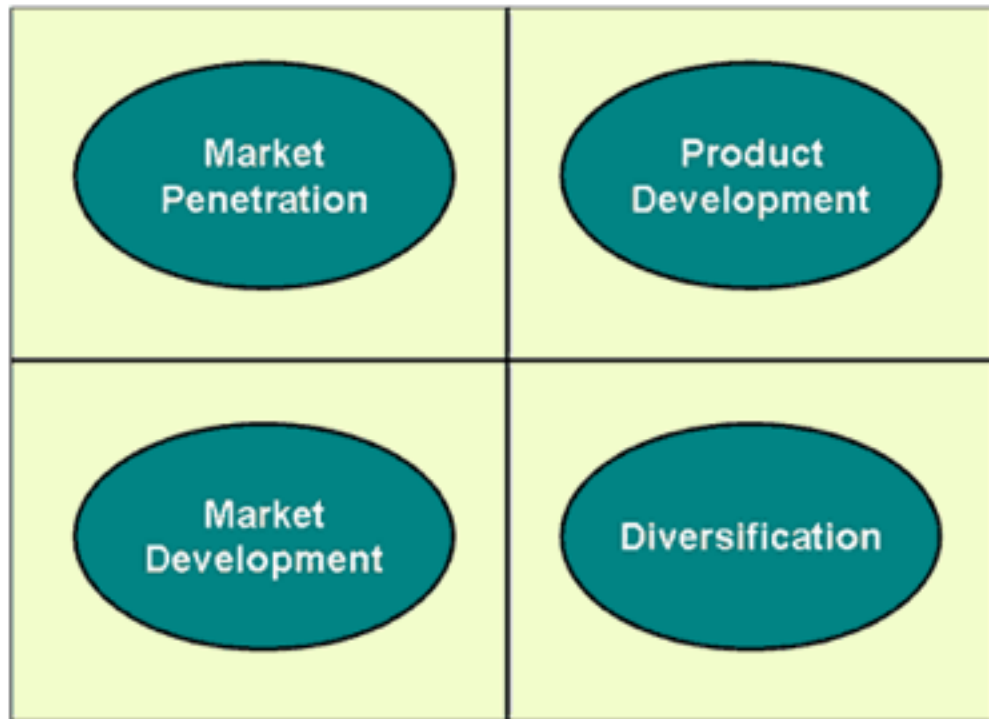 Market
Penetration
Product
Development
Market
Development
Diversification